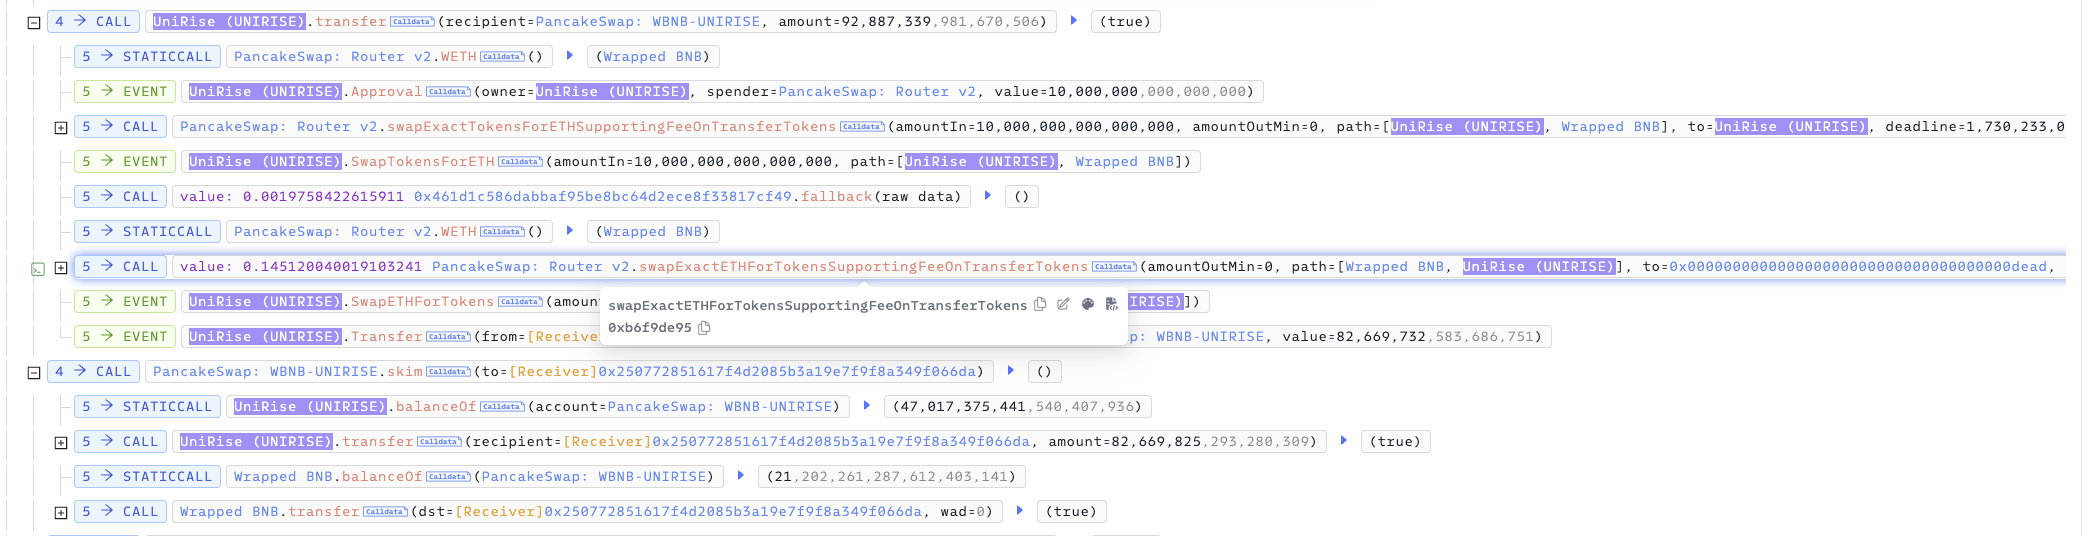 4 → CALL UniRise (UNIRISE).transfer Calldata (recipient=PancakeSwap: WBNB-UNIRISE, amount=92,887,339,981,670,506) ▶ (true)
5 → STATICCALL PancakeSwap: Router v2.WETH Calldata () ▶ (Wrapped BNB)
5 → EVENT UniRise (UNIRISE).Approval Calldata (owner=UniRise (UNIRISE), spender=PancakeSwap: Router v2, value=10,000,000,000,000,000)
5 → CALL PancakeSwap: Router v2.swapExactTokensForETHSupportingFeeOnTransferTokens Calldata (amountIn=10,000,000,000,000,000, amountOutMin=0, path=[UniRise (UNIRISE), Wrapped BNB], to=UniRise (UNIRISE), deadline=1,730,233,0
5 → EVENT UniRise (UNIRISE).SwapTokensForETH Calldata (amountIn=10,000,000,000,000,000, path=[UniRise (UNIRISE), Wrapped BNB])
5 → CALL value: 0.0019758422615911 0x461d1c586dabbaf95be8bc64d2ece8f33817cf49.fallback(raw data) ▶ ()
5 → STATICCALL PancakeSwap: Router v2.WETH Calldata () ▶ (Wrapped BNB)
5 → CALL value: 0.145120040019103241 PancakeSwap: Router v2.swapExactETHForTokensSupportingFeeOnTransferTokens Calldata (amountOutMin=0, path=[Wrapped BNB, UniRise (UNIRISE)], to=0x000000000000000000000000000000000000dead,
5 → EVENT UniRise (UNIRISE).SwapETHForTokens Calldata (amoun IRISE)])
swapExactETHForTokensSupportingFeeOnTransferTokens
0xb6f9de95
5 → EVENT UniRise (UNIRISE).Transfer Calldata (from=[Receive p: WBNB-UNIRISE, value=82,669,732,583,686,751)
4 → CALL PancakeSwap: WBNB-UNIRISE.skim Calldata (to=[Receiver]0x250772851617f4d2085b3a19e7f9f8a349f066da) ▶ ()
5 → STATICCALL UniRise (UNIRISE).balanceOf Calldata (account=PancakeSwap: WBNB-UNIRISE) ▶ (47,017,375,441,540,407,936)
5 → CALL UniRise (UNIRISE).transfer Calldata (recipient=[Receiver]0x250772851617f4d2085b3a19e7f9f8a349f066da, amount=82,669,825,293,280,309) ▶ (true)
5 → STATICCALL Wrapped BNB.balanceOf Calldata (PancakeSwap: WBNB-UNIRISE) ▶ (21,202,261,287,612,403,141)
5 → CALL Wrapped BNB.transfer Calldata (dst=[Receiver]0x250772851617f4d2085b3a19e7f9f8a349f066da, wad=0) ▶ (true)